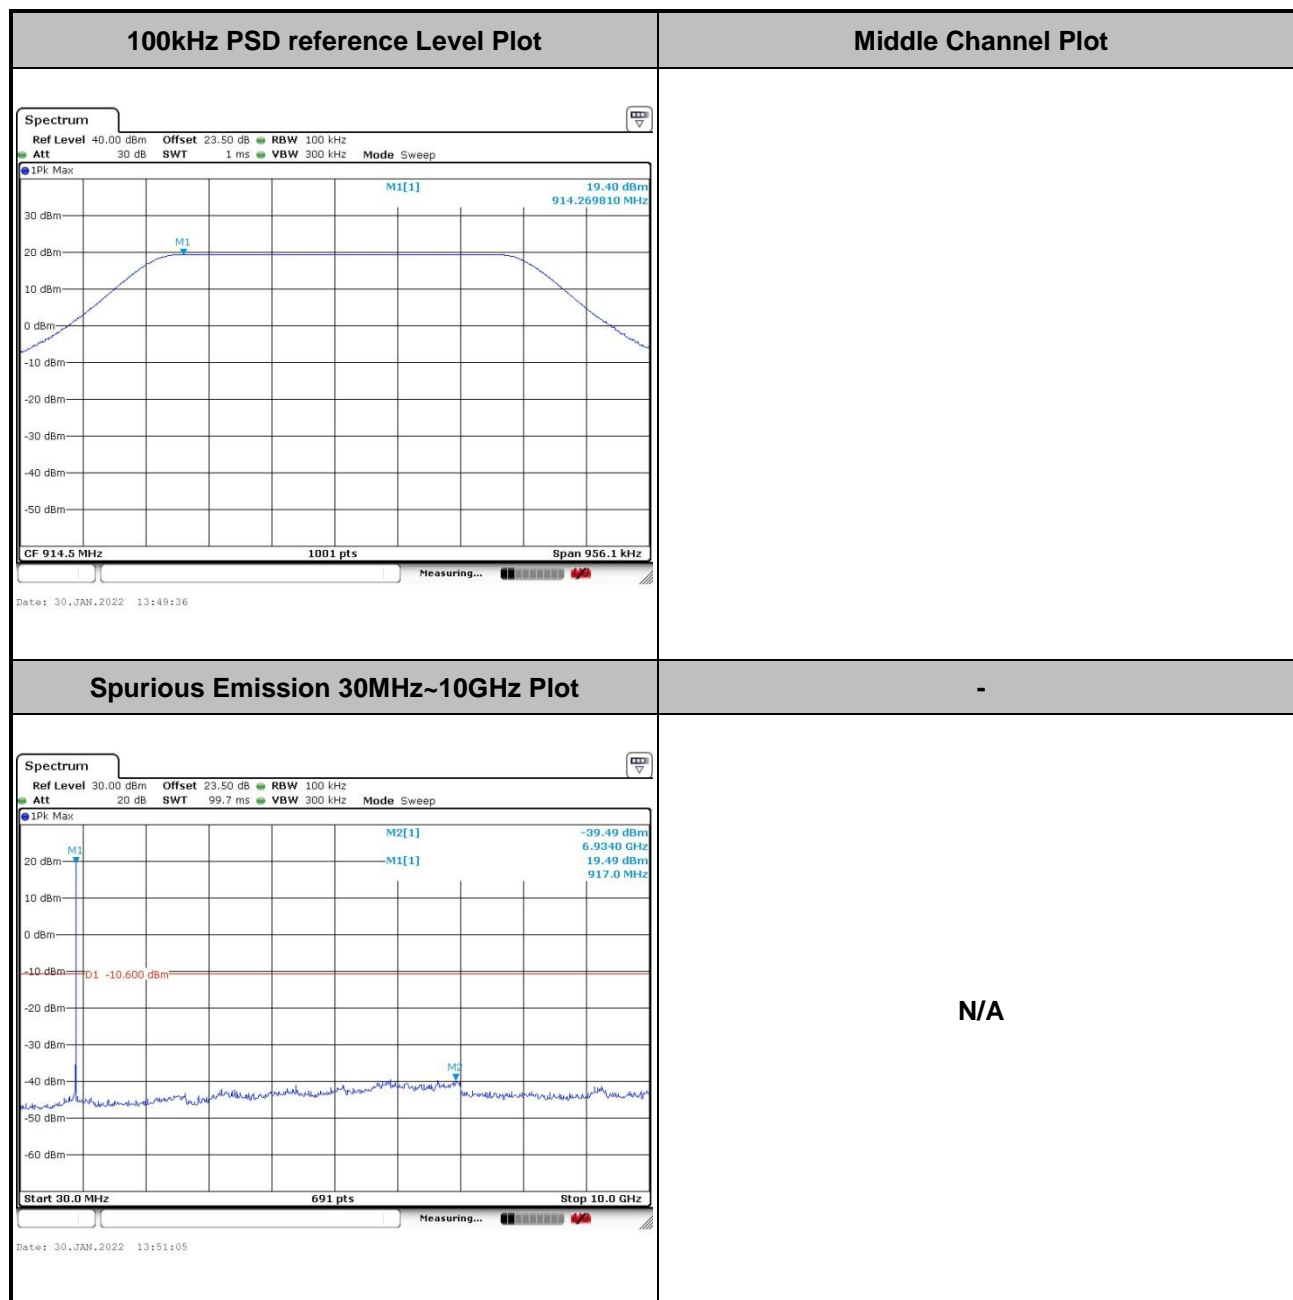 100kHz PSD reference Level Plot
Middle Channel Plot
Spectrum
Ref Level 40.00 dBm Offset 23.50 dB RBW 100 kHz
Att 30 dB SWT 1 ms VBW 300 kHz Mode Sweep
1Pk Max
M1[1] 19.40 dBm
914.269810 MHz
30 dBm
M1
20 dBm
10 dBm
0 dBm
-10 dBm
-20 dBm
-30 dBm
-40 dBm
-50 dBm
CF 914.5 MHz 1001 pts Span 956.1 kHz
Measuring...
Date: 30.JAN.2022 13:49:36
Spurious Emission 30MHz~10GHz Plot
-
Spectrum
Ref Level 30.00 dBm Offset 23.50 dB RBW 100 kHz
Att 20 dB SWT 99.7 ms VBW 300 kHz Mode Sweep
1Pk Max
M2[1] -39.49 dBm
6.9340 GHz
M1
20 dBm M1[1] 19.49 dBm
917.0 MHz
10 dBm
0 dBm
-10 dBm
D1 -10.600 dBm
-20 dBm
-30 dBm
M2
-40 dBm
-50 dBm
-60 dBm
Start 30.0 MHz 691 pts Stop 10.0 GHz
Measuring...
Date: 30.JAN.2022 13:51:05
N/A